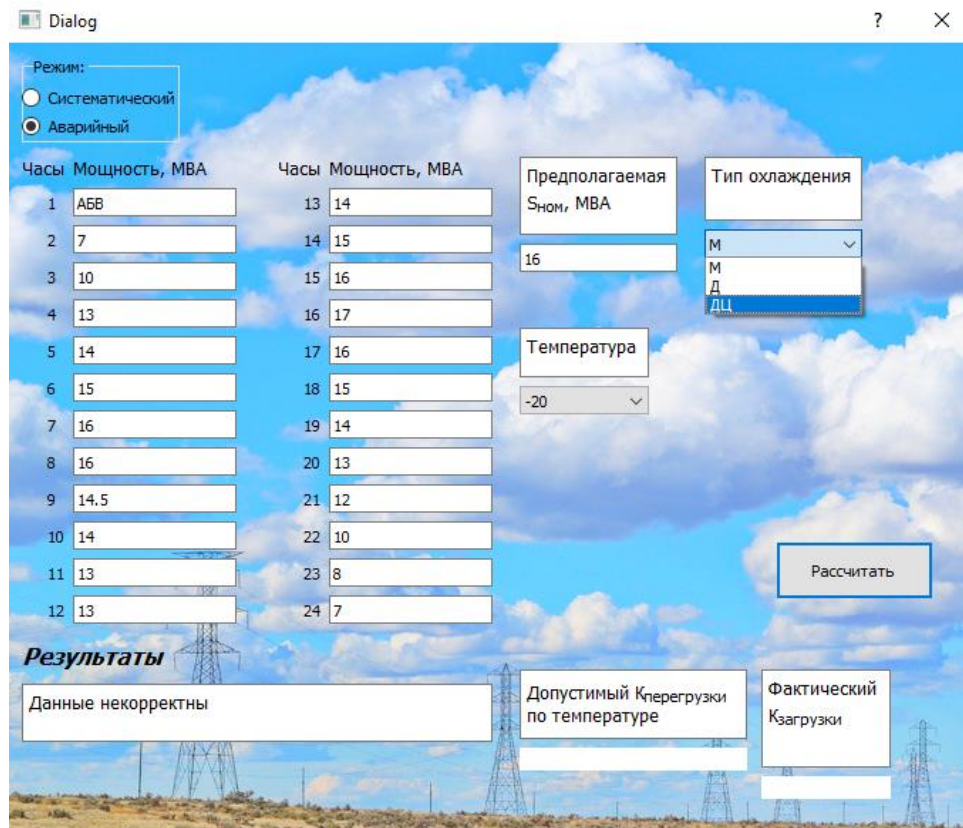 Dialog ?
Режим:
Систематический
Аварийный
Часы Мощность, МВА Часы Мощность, МВА
1 АБВ 13 14
2 7 14 15
3 10 15 16
4 13 16 17
5 14 17 16
6 15 18 15
7 16 19 14
8 16 20 13
9 14.5 21 12
10 14 22 10
11 13 23 8
12 13 24 7
Предполагаемая
Sном, МВА
16
Тип охлаждения
М
М
Д
ДЦ
Температура
-20
Рассчитать
Результаты
Данные некорректны
Допустимый Kперегрузки
по температуре
Фактический
Kзагрузки